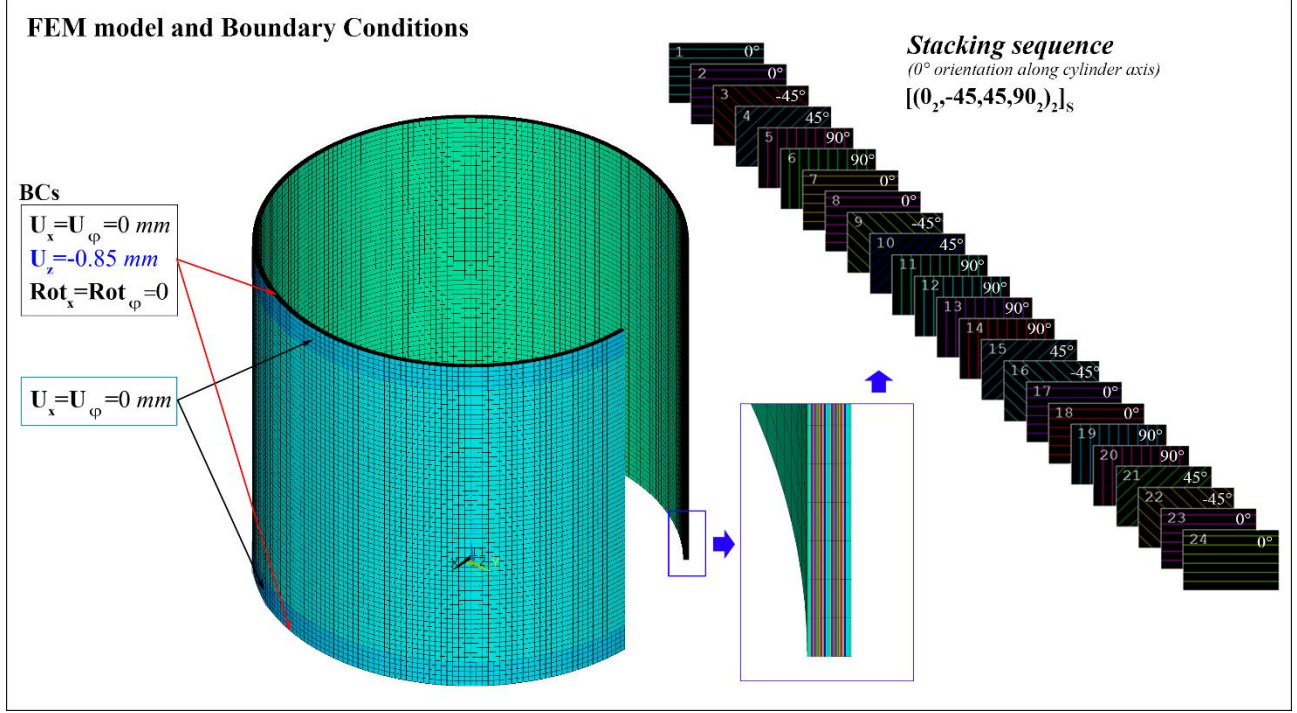 FEM model and Boundary Conditions
Stacking sequence
(0° orientation along cylinder axis)
[(0₂,-45,45,90₂)₂]ₛ
BCs
Uₓ=Uᵩ=0 mm
U_z=-0.85 mm
Rotₓ=Rotᵩ=0
Uₓ=Uᵩ=0 mm
1 0°
2 0°
3 -45°
4 45°
5 90°
6 90°
7 0°
8 0°
9 -45°
10 45°
11 90°
12 90°
13 90°
14 90°
15 45°
16 -45°
17 0°
18 0°
19 90°
20 90°
21 45°
22 -45°
23 0°
24 0°